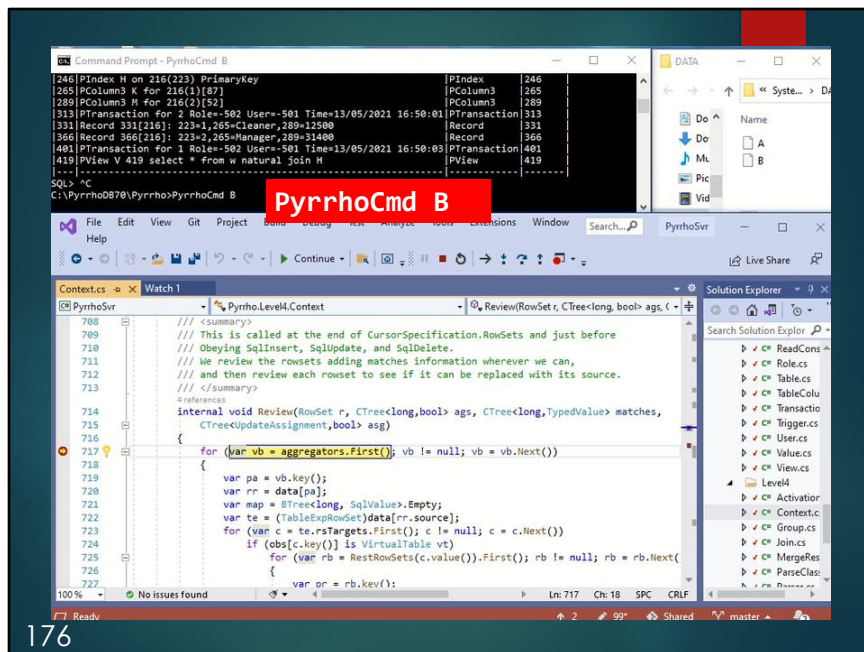 Command Prompt - PyrrhoCmd B
|246|PIndex H on 216(223) PrimaryKey |PIndex |246 |
|265|PColumn3 K for 216(1)[87] |PColumn3 |265 |
|289|PColumn3 M for 216(2)[52] |PColumn3 |289 |
|313|PTransaction for 2 Role=-502 User=-501 Time=13/05/2021 16:50:01|PTransaction|313 |
|331|Record 331[216]: 223=1,265=Cleaner,289=12500 |Record |331 |
|366|Record 366[216]: 223=2,265=Manager,289=31400 |Record |366 |
|401|PTransaction for 1 Role=-502 User=-501 Time=13/05/2021 16:50:03|PTransaction|401 |
|419|PView V 419 select * from w natural join H |PView |419 |
SQL> ^C
C:\PyrrhoDB70\Pyrrho>PyrrhoCmd B
PyrrhoCmd B
DATA
« Syste... › DA
Name
Do
Do
Mu
Pic
Vid
A
B
File Edit View Git Project Build Debug Test Analyze Tools Extensions Window Search... PyrrhoSvr
Help
Continue
Live Share
Context.cs Watch 1
PyrrhoSvr Pyrrho.Level4.Context Review(RowSet r, CTree<long, bool> ags, (
708 /// <summary>
709 /// This is called at the end of CursorSpecification.RowSets and just before
710 /// Obeying SqlInsert, SqlUpdate, and SqlDelete.
711 /// We review the rowsets adding matches information wherever we can,
712 /// and then review each rowset to see if it can be replaced with its source.
713 /// </summary>
4 references
714 internal void Review(RowSet r, CTree<long,bool> ags, CTree<long,TypedValue> matches,
715 CTree<UpdateAssignment,bool> asg)
716 {
717 for (var vb = aggregators.First(); vb != null; vb = vb.Next())
718 {
719 var pa = vb.key();
720 var rr = data[pa];
721 var map = BTree<long, SqlValue>.Empty;
722 var te = (TableExpRowSet)data[rr.source];
723 for (var c = te.rsTargets.First(); c != null; c = c.Next())
724 if (obs[c.key()] is VirtualTable vt)
725 for (var rb = RestRowSets(c.value()).First(); rb != null; rb = rb.Next(
726 {
727 var pr = rb.key();
100 % No issues found Ln: 717 Ch: 18 SPC CRLF
Solution Explorer
Search Solution Explor
C# ReadCons
C# Role.cs
C# Table.cs
C# TableColu
C# Transactio
C# Trigger.cs
C# User.cs
C# Value.cs
C# View.cs
Level4
C# Activation
C# Context.c
C# Group.cs
C# Join.cs
C# MergeRes
C# ParseClas
C# Parser.cs
Ready 2 99* Shared master
176